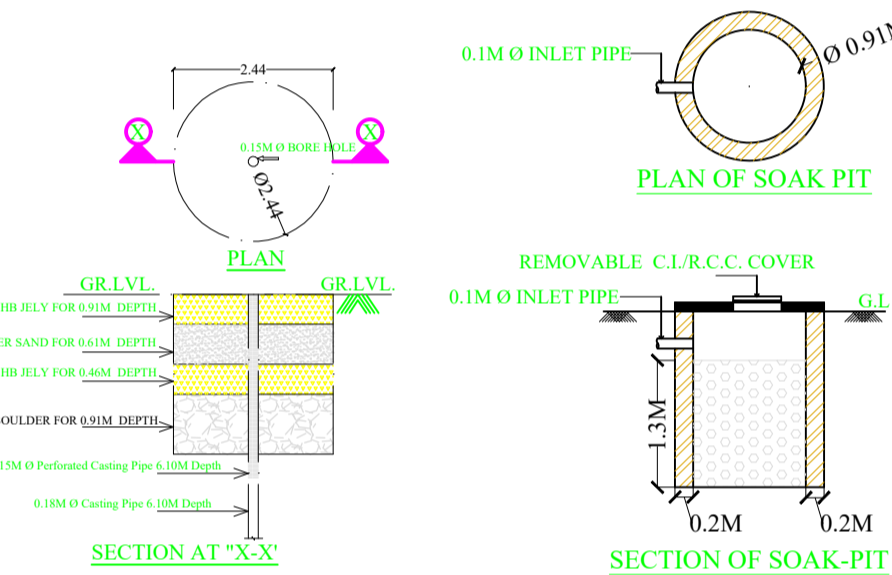 2.44
X
X
0.15M Ø BORE HOLE
Ø2.44
PLAN
GR.LVL.
GR.LVL.
HB JELY FOR 0.91M DEPTH
ER SAND FOR 0.61M DEPTH
HB JELY FOR 0.46M DEPTH
OULDER FOR 0.91M DEPTH
15M Ø Perforated Casting Pipe 6.10M Depth
0.18M Ø Casting Pipe 6.10M Depth
SECTION AT "X-X'
0.1M Ø INLET PIPE
Ø 0.91M
PLAN OF SOAK PIT
REMOVABLE C.I./R.C.C. COVER
0.1M Ø INLET PIPE
G.L
1.3M
0.2M
0.2M
SECTION OF SOAK-PIT